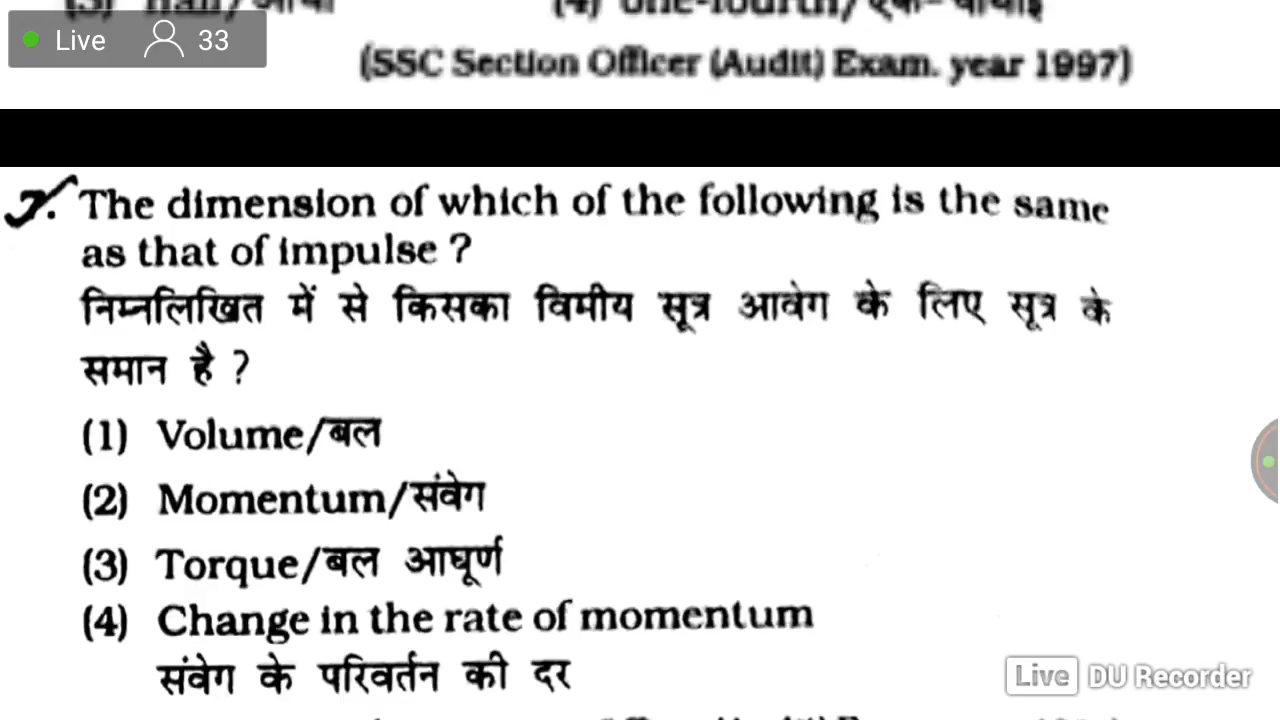 Live 33
(SSC Section Officer (Audit) Exam. year 1997)
7. The dimension of which of the following is the same
as that of impulse ?
निम्नलिखित में से किसका विमीय सूत्र आवेग के लिए सूत्र के
समान है ?
(1) Volume/बल
(2) Momentum/संवेग
(3) Torque/बल आघूर्ण
(4) Change in the rate of momentum
संवेग के परिवर्तन की दर
Live DU Recorder